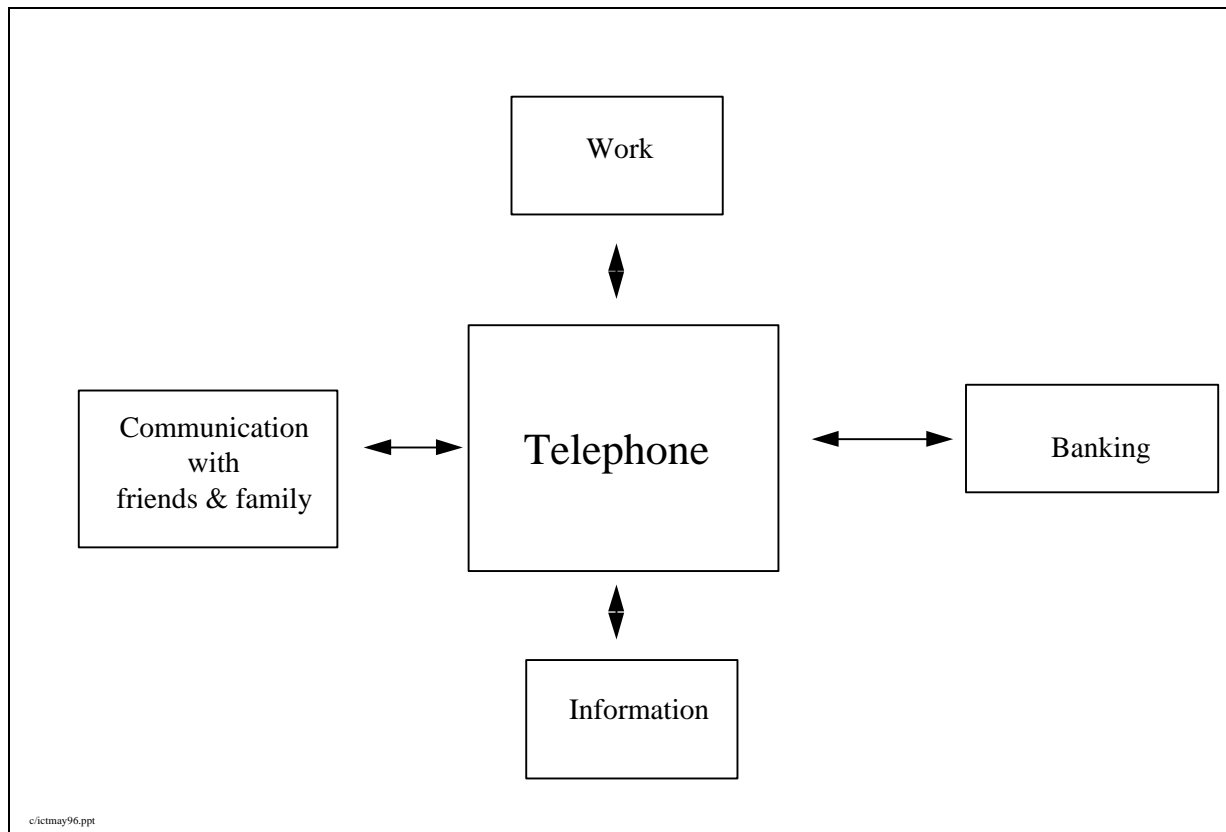 Work
Communication
with
friends & family
Telephone
Banking
Information
c/ictmay96.ppt